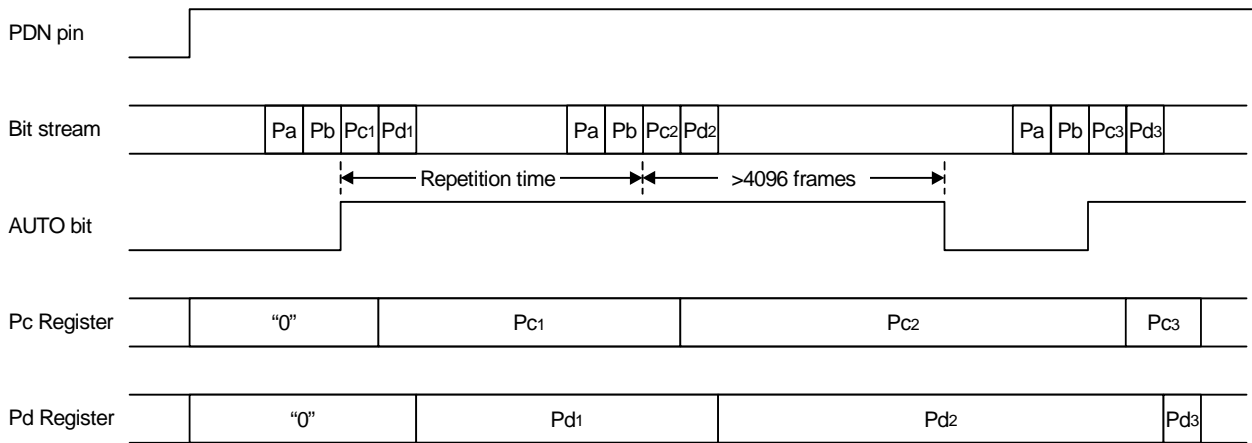 PDN pin
Bit stream Pa Pb Pc1 Pd1 Pa Pb Pc2 Pd2 Pa Pb Pc3 Pd3
Repetition time >4096 frames
AUTO bit
Pc Register “0” Pc1 Pc2 Pc3
Pd Register “0” Pd1 Pd2 Pd3